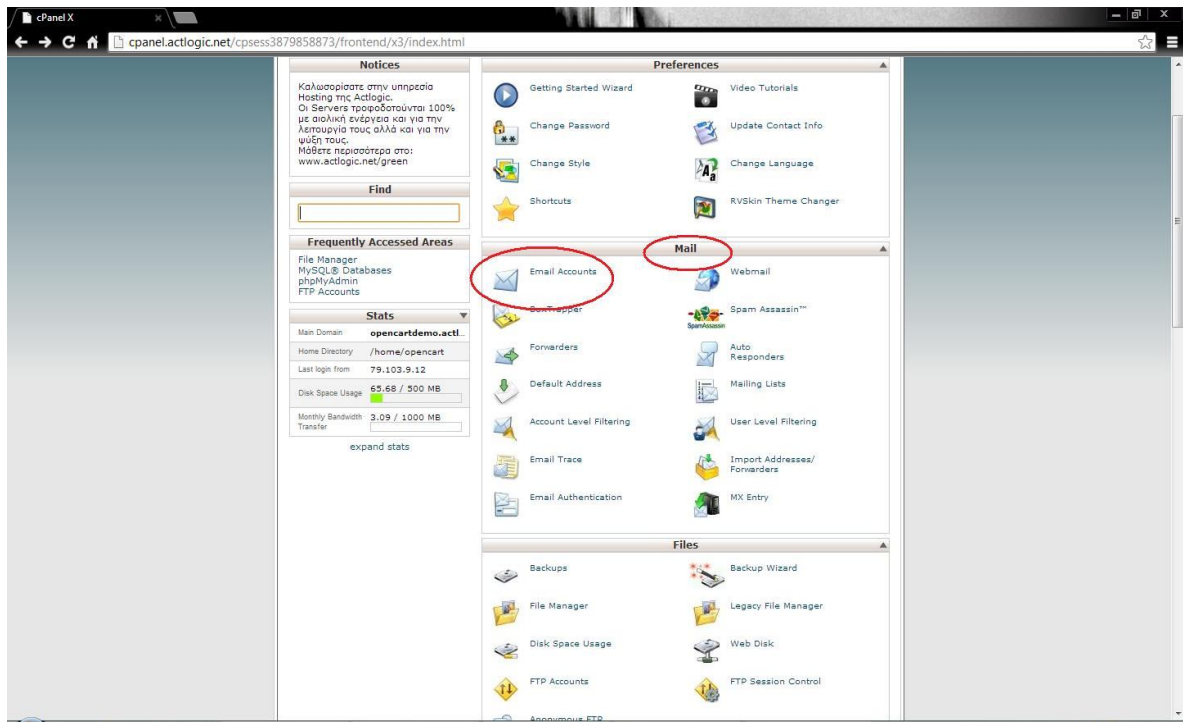 cPanel X
cpanel.actlogic.net/cpsess3879858873/frontend/x3/index.html
Notices
Καλωσορίσατε στην υπηρεσία
Hosting της Actlogic.
Οι Servers τροφοδοτούνται 100%
με αιολική ενέργεια και για την
λειτουργία τους αλλά και για την
ψύξη τους.
Μάθετε περισσότερα στο:
www.actlogic.net/green
Find
Frequently Accessed Areas
File Manager
MySQL® Databases
phpMyAdmin
FTP Accounts
Stats
Main Domain opencartdemo.actl...
Home Directory /home/opencart
Last login from 79.103.9.12
Disk Space Usage 65.68 / 500 MB
Monthly Bandwidth Transfer 3.09 / 1000 MB
expand stats
Preferences
Getting Started Wizard
Video Tutorials
Change Password
Update Contact Info
Change Style
Change Language
Shortcuts
RVSkin Theme Changer
Mail
Email Accounts
Webmail
BoxTrapper
Spam Assassin™
SpamAssassin
Forwarders
Auto
Responders
Default Address
Mailing Lists
Account Level Filtering
User Level Filtering
Email Trace
Import Addresses/
Forwarders
Email Authentication
MX Entry
Files
Backups
Backup Wizard
File Manager
Legacy File Manager
Disk Space Usage
Web Disk
FTP Accounts
FTP Session Control
Anonymous FTP